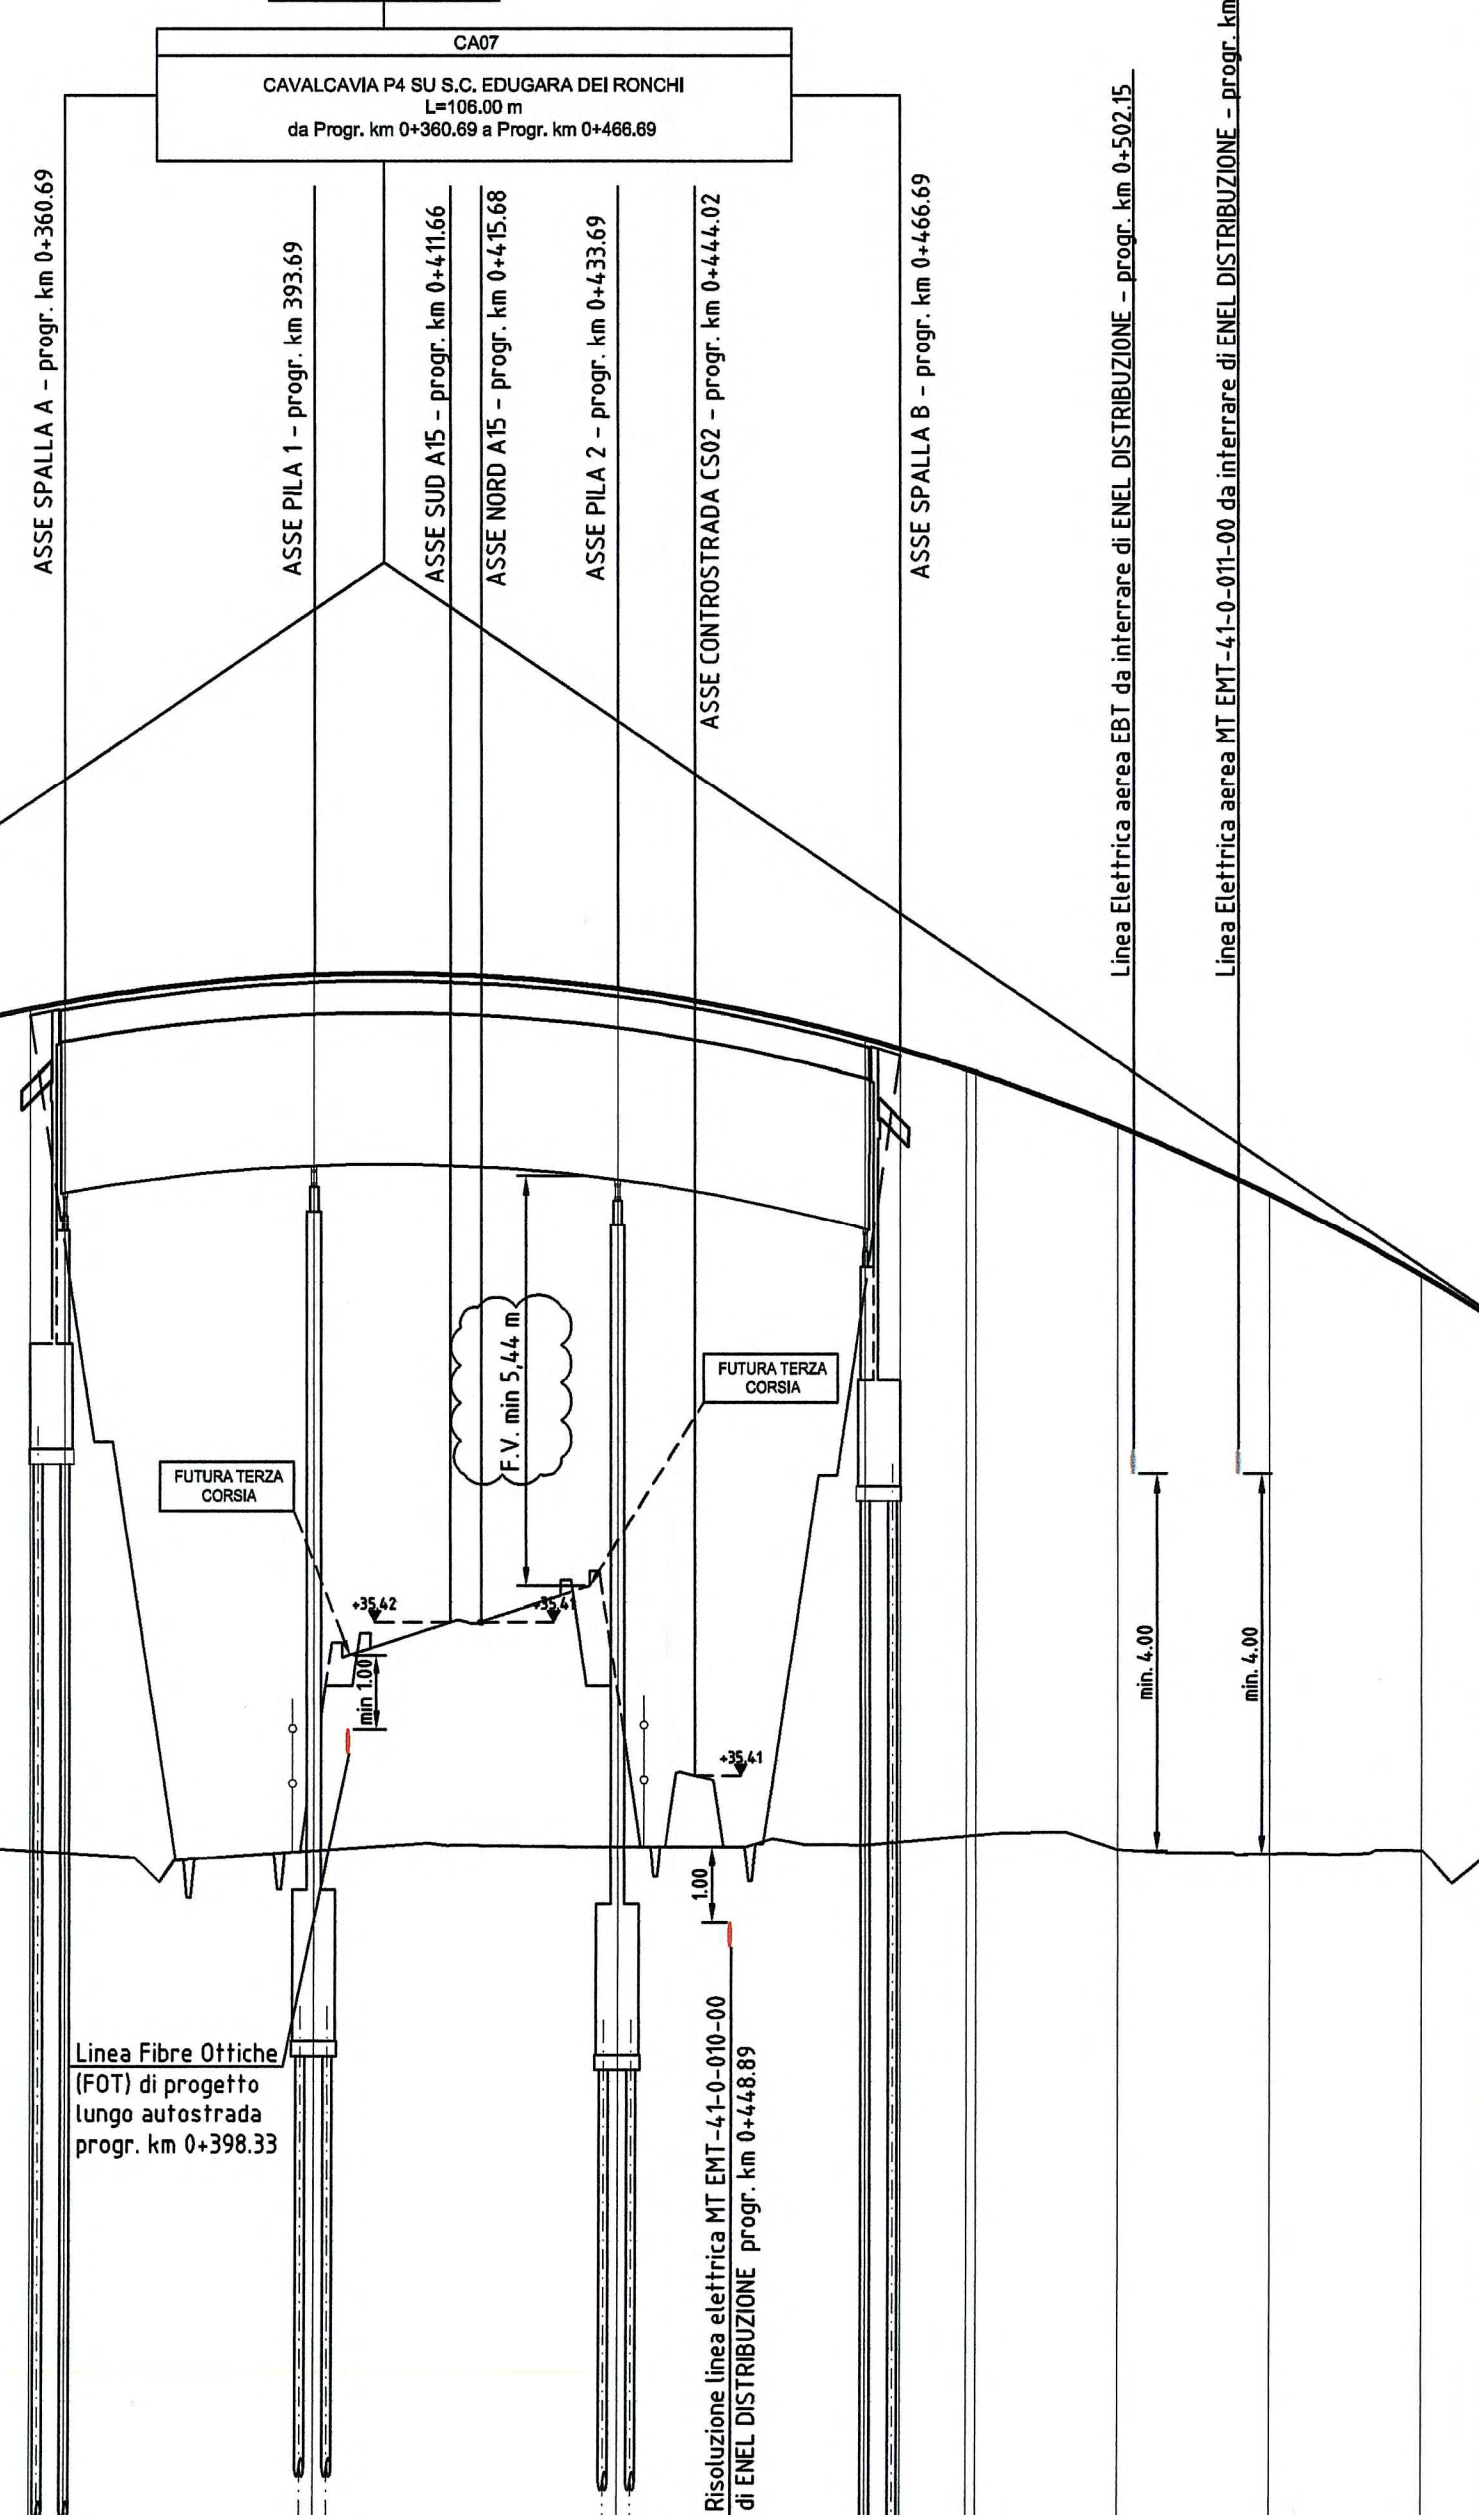 CA07
CAVALCAVIA P4 SU S.C. EDUGARA DEI RONCHI
L=106.00 m
da Progr. km 0+360.69 a Progr. km 0+466.69
ASSE SPALLA A - progr. km 0+360.69
ASSE PILA 1 - progr. km 393.69
ASSE SUD A15 - progr. km 0+411.66
ASSE NORD A15 - progr. km 0+415.68
ASSE PILA 2 - progr. km 0+433.69
ASSE CONTROSTRADA CS02 - progr. km 0+444.02
ASSE SPALLA B - progr. km 0+466.69
Linea Elettrica aerea EBT da interrare di ENEL DISTRIBUZIONE - progr. km 0+502.15
Linea Elettrica aerea MT EMT-41-0-011-00 da interrare di ENEL DISTRIBUZIONE - progr. km
F.V. min 5,44 m
FUTURA TERZA
CORSIA
FUTURA TERZA
CORSIA
+35,42
+35,41
min 1.00
+35,41
min. 4.00
min. 4.00
1.00
Linea Fibre Ottiche
(FOT) di progetto
lungo autostrada
progr. km 0+398.33
Risoluzione linea elettrica MT EMT-41-0-010-00
di ENEL DISTRIBUZIONE progr. km 0+448.89